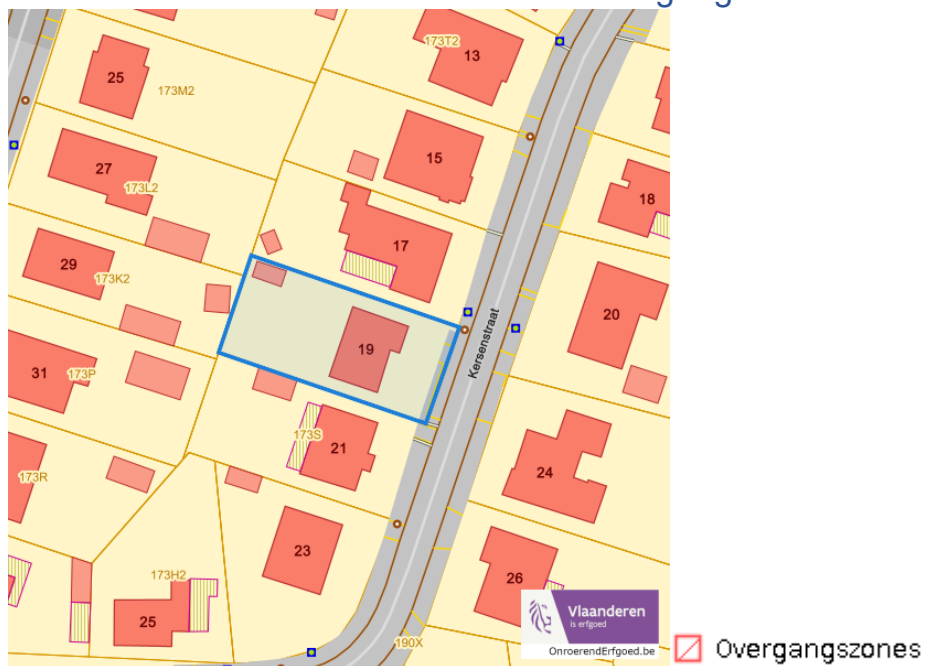 173T2
13
25
173M2
15
27
173L2
18
17
29
173K2
20
19
Kersenstraat
31
173P
173S
21
24
173R
23
173H2
26
25
190X
Vlaanderen
is erfgoed
OnroerendErfgoed.be
Overgangszones